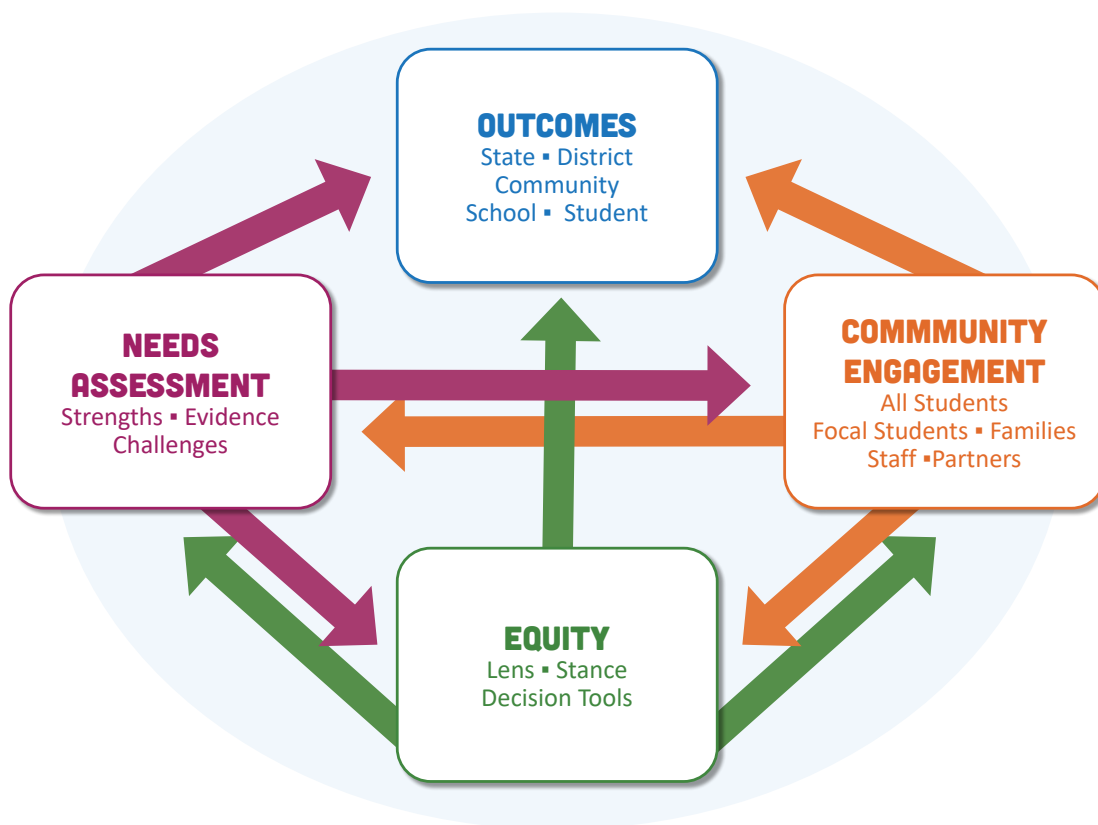 OUTCOMES
State ▪ District
Community
School ▪ Student
NEEDS
ASSESSMENT
Strengths ▪ Evidence
Challenges
COMMMUNITY
ENGAGEMENT
All Students
Focal Students ▪ Families
Staff ▪Partners
EQUITY
Lens ▪ Stance
Decision Tools